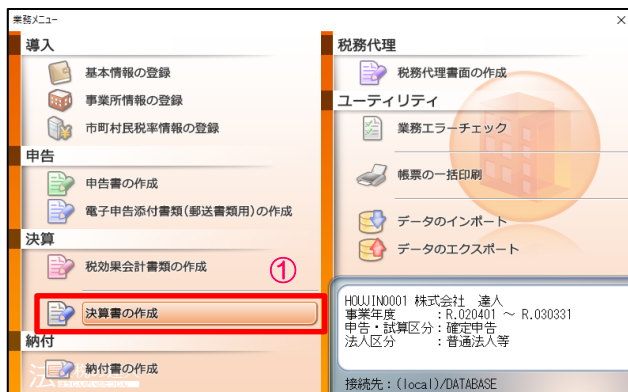 業務メニュー
導入
基本情報の登録
事業所情報の登録
市町村民税率情報の登録
申告
申告書の作成
電子申告添付書類(郵送書類用)の作成
決算
税効果会計書類の作成
①
決算書の作成
納付
納付書の作成
税務代理
税務代理書面の作成
ユーティリティ
業務エラーチェック
帳票の一括印刷
データのインポート
データのエクスポート
HOUJIN0001 株式会社 達人
事業年度 :R.020401 ～ R.030331
申告・試算区分:確定申告
法人区分 :普通法人等
接続先:(local)/DATABASE